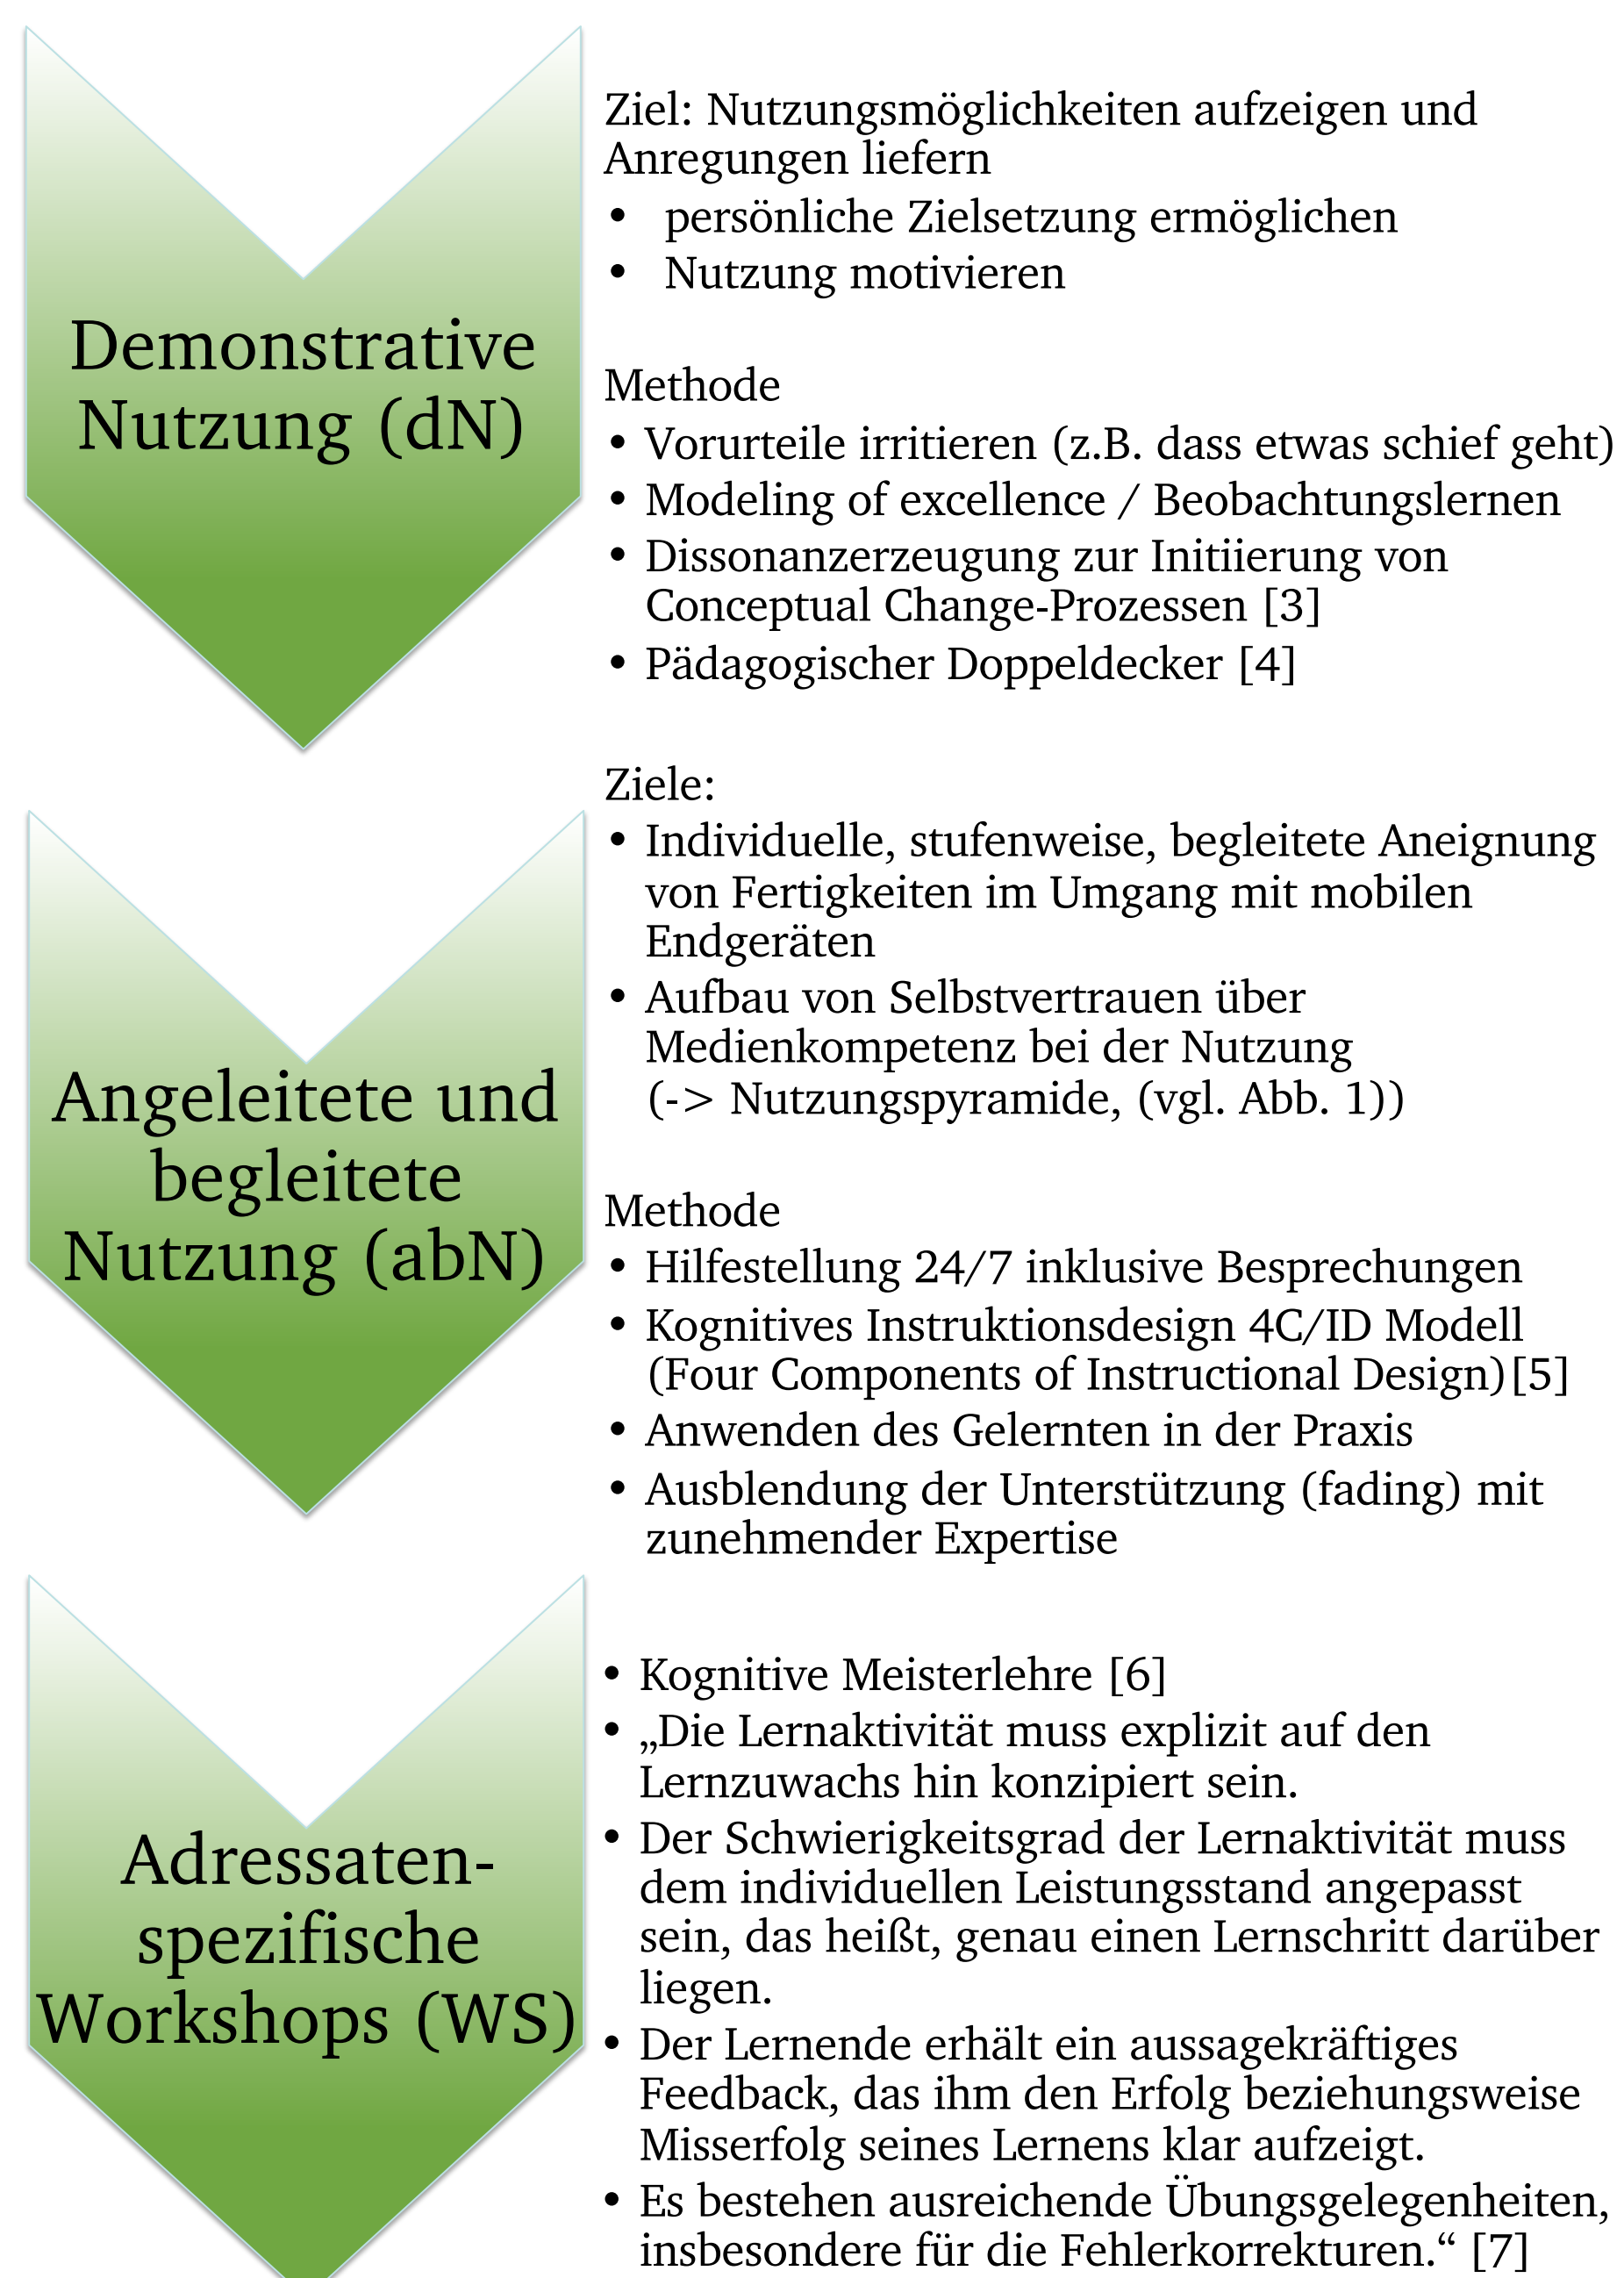 Demonstrative
Nutzung (dN)
Ziel: Nutzungsmöglichkeiten aufzeigen und
Anregungen liefern
• persönliche Zielsetzung ermöglichen
• Nutzung motivieren
Methode
• Vorurteile irritieren (z.B. dass etwas schief geht)
• Modeling of excellence / Beobachtungslernen
• Dissonanzerzeugung zur Initiierung von
Conceptual Change-Prozessen [3]
• Pädagogischer Doppeldecker [4]
Angeleitete und
begleitete
Nutzung (abN)
Ziele:
• Individuelle, stufenweise, begleitete Aneignung
von Fertigkeiten im Umgang mit mobilen
Endgeräten
• Aufbau von Selbstvertrauen über
Medienkompetenz bei der Nutzung
(-> Nutzungspyramide, (vgl. Abb. 1))
Methode
• Hilfestellung 24/7 inklusive Besprechungen
• Kognitives Instruktionsdesign 4C/ID Modell
(Four Components of Instructional Design)[5]
• Anwenden des Gelernten in der Praxis
• Ausblendung der Unterstützung (fading) mit
zunehmender Expertise
Adressaten-
spezifische
Workshops (WS)
• Kognitive Meisterlehre [6]
• „Die Lernaktivität muss explizit auf den
Lernzuwachs hin konzipiert sein.
• Der Schwierigkeitsgrad der Lernaktivität muss
dem individuellen Leistungsstand angepasst
sein, das heißt, genau einen Lernschritt darüber
liegen.
• Der Lernende erhält ein aussagekräftiges
Feedback, das ihm den Erfolg beziehungsweise
Misserfolg seines Lernens klar aufzeigt.
• Es bestehen ausreichende Übungsgelegenheiten,
insbesondere für die Fehlerkorrekturen.“ [7]